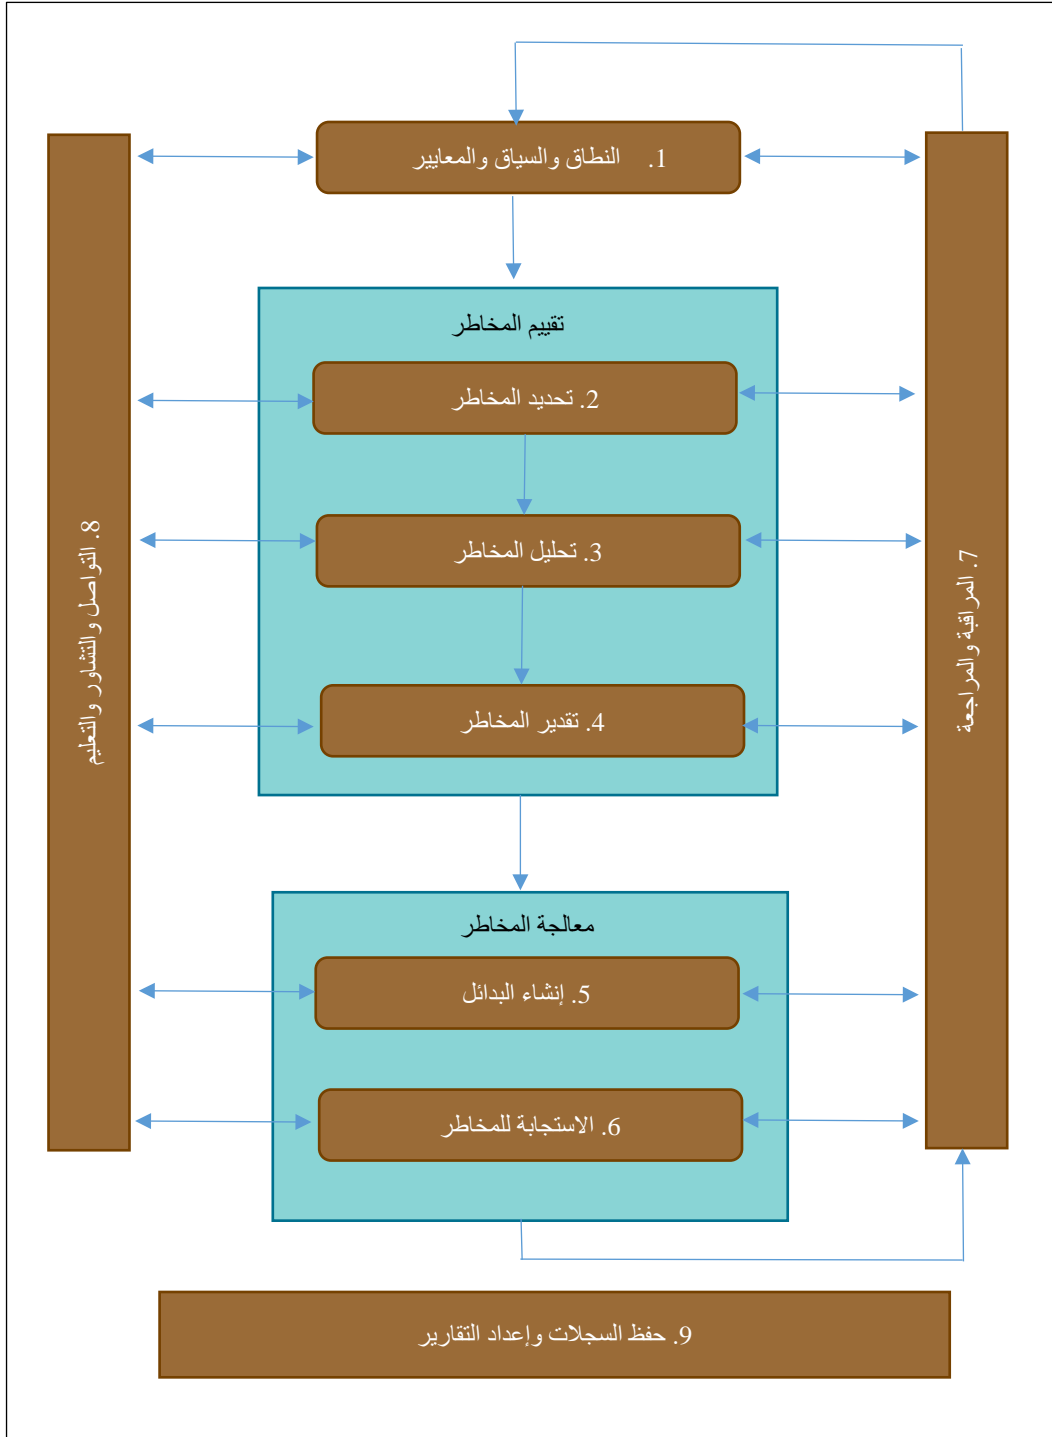 1. النطاق والسياق والمعايير
تقييم المخاطر
2. تحديد المخاطر
3. تحليل المخاطر
4. تقدير المخاطر
معالجة المخاطر
5. إنشاء البدائل
6. الاستجابة للمخاطر
7. المراقبة والمراجعة
8. التواصل والتشاور والتعليم
9. حفظ السجلات وإعداد التقارير